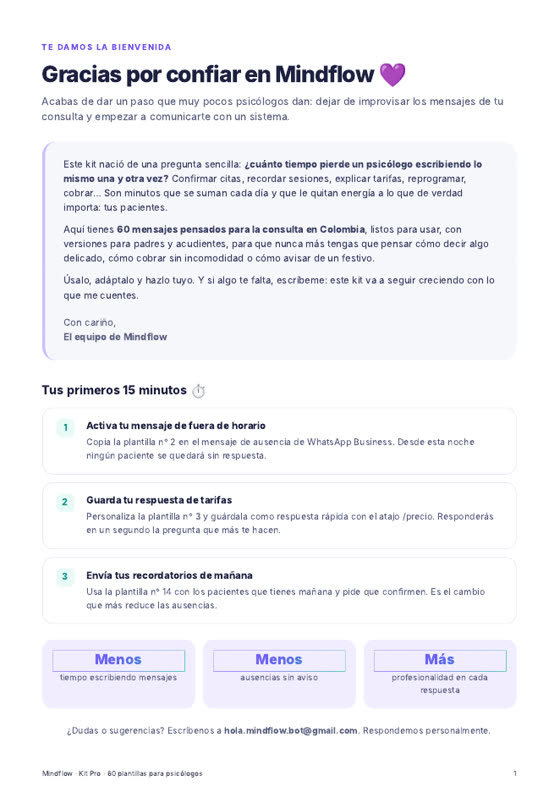 TE DAMOS LA BIENVENIDA
Gracias por confiar en Mindflow 💜
Acabas de dar un paso que muy pocos psicólogos dan: dejar de improvisar los mensajes de tu
consulta y empezar a comunicarte con un sistema.
Este kit nació de una pregunta sencilla: ¿cuánto tiempo pierde un psicólogo escribiendo lo
mismo una y otra vez? Confirmar citas, recordar sesiones, explicar tarifas, reprogramar,
cobrar... Son minutos que se suman cada día y que le quitan energía a lo que de verdad
importa: tus pacientes.
Aquí tienes 60 mensajes pensados para la consulta en Colombia, listos para usar, con
versiones para padres y acudientes, para que nunca más tengas que pensar cómo decir algo
delicado, cómo cobrar sin incomodidad o cómo avisar de un festivo.
Úsalo, adáptalo y hazlo tuyo. Y si algo te falta, escríbeme: este kit va a seguir creciendo con lo
que me cuentes.
Con cariño,
El equipo de Mindflow
Tus primeros 15 minutos ⏱️
1
Activa tu mensaje de fuera de horario
Copia la plantilla n° 2 en el mensaje de ausencia de WhatsApp Business. Desde esta noche
ningún paciente se quedará sin respuesta.
2
Guarda tu respuesta de tarifas
Personaliza la plantilla n° 3 y guárdala como respuesta rápida con el atajo /precio. Responderás
en un segundo la pregunta que más te hacen.
3
Envía tus recordatorios de mañana
Usa la plantilla n° 14 con los pacientes que tienes mañana y pide que confirmen. Es el cambio
que más reduce las ausencias.
Menos
tiempo escribiendo mensajes
Menos
ausencias sin aviso
Más
profesionalidad en cada
respuesta
¿Dudas o sugerencias? Escríbenos a hola.mindflow.bot@gmail.com. Respondemos personalmente.
Mindflow · Kit Pro · 60 plantillas para psicólogos
1